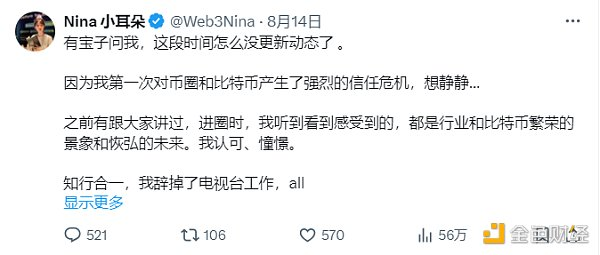 Nina 小耳朵 @Web3Nina · 8月14日
有宝子问我，这段时间怎么没更新动态了 。
因为我第一次对币圈和比特币产生了强烈的信任危机，想静静...
之前有跟大家讲过，进圈时，我听到看到感受到的，都是行业和比特币繁荣的
景象和恢弘的未来。我认可、憧憬。
知行合一，我辞掉了电视台工作，all
显示更多
521 106 570 56万
金色财经